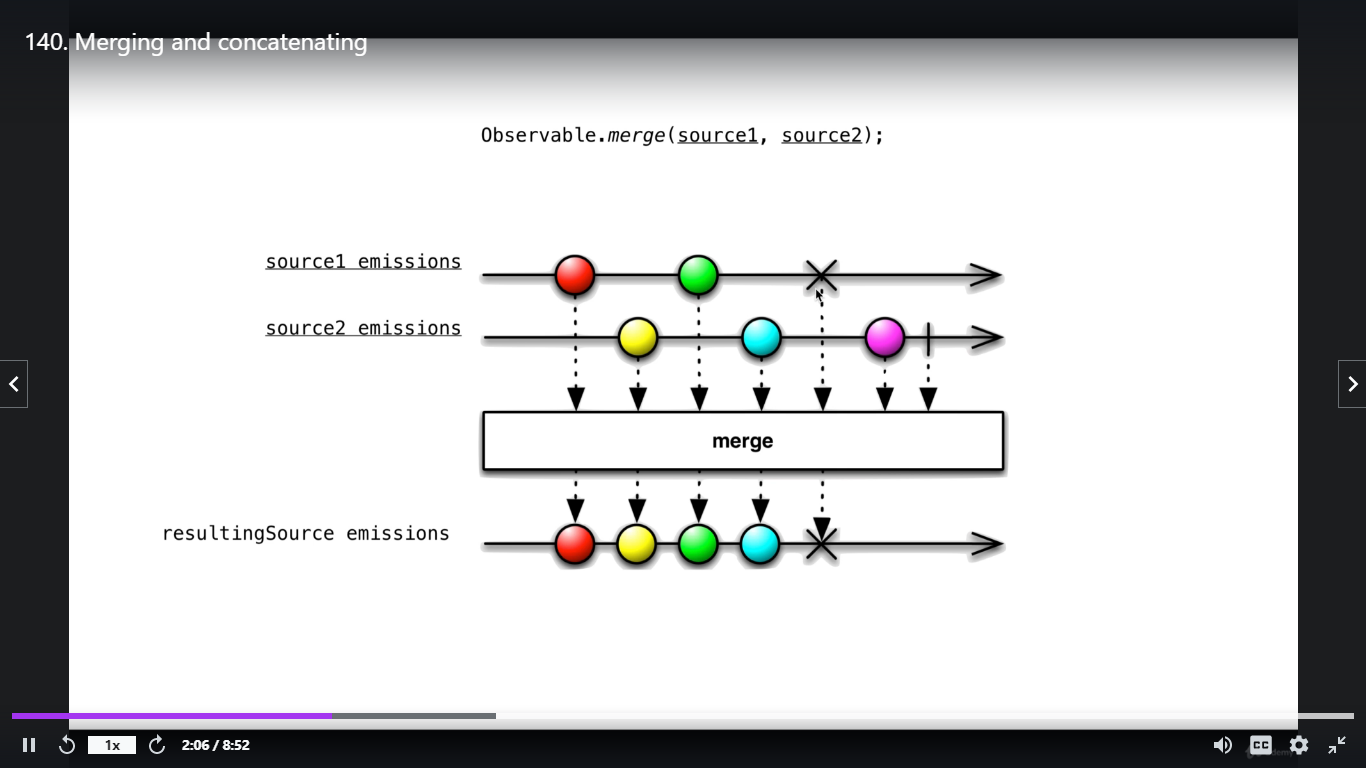 140. Merging and concatenating
Observable.merge(source1, source2);
source1 emissions
source2 emissions
merge
resultingSource emissions
1x
2:06 / 8:52
CC